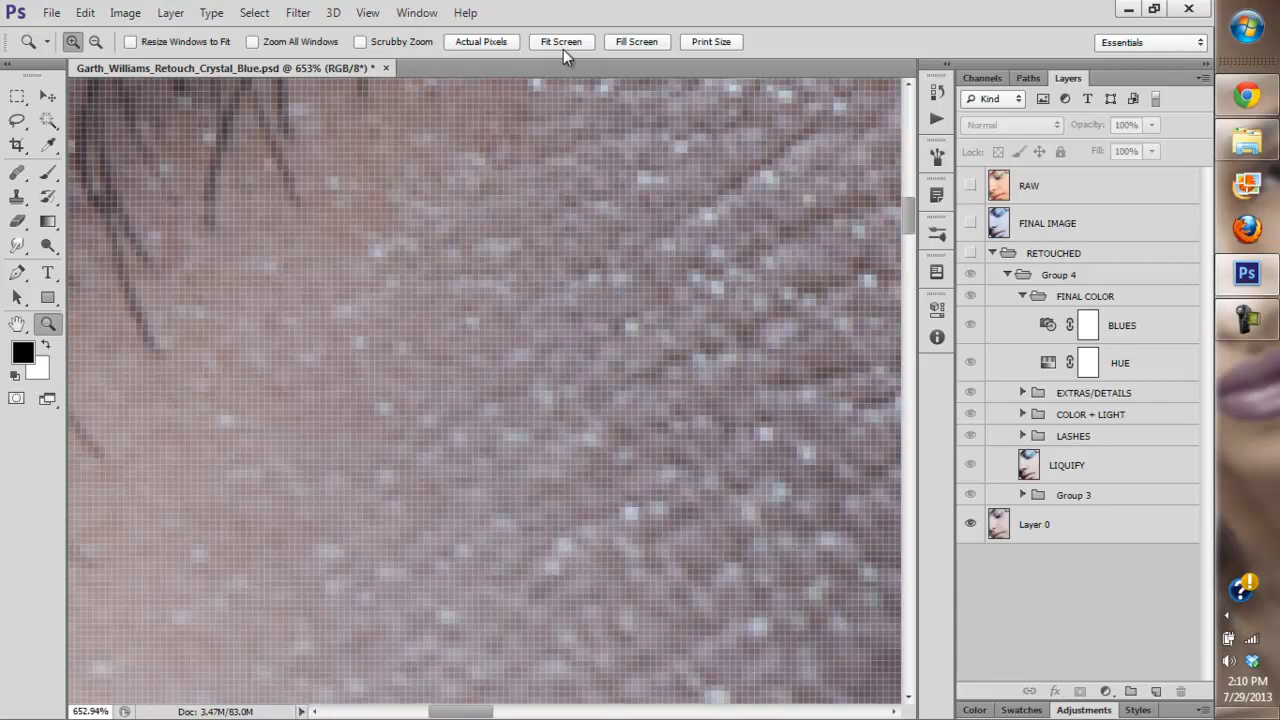 Ps File Edit Image Layer Type Select Filter 3D View Window Help
Resize Windows to Fit Zoom All Windows Scrubby Zoom Actual Pixels Fit Screen Fill Screen Print Size Essentials
Garth_Williams_Retouch_Crystal_Blue.psd @ 653% (RGB/8*) * ×
Channels Paths Layers
Kind
Normal Opacity: 100%
Lock: Fill: 100%
RAW
FINAL IMAGE
RETOUCHED
Group 4
FINAL COLOR
BLUES
HUE
EXTRAS/DETAILS
COLOR + LIGHT
LASHES
LIQUIFY
Group 3
Layer 0
Ps
2:10 PM
7/29/2013
652.94% Doc: 3.47M/83.0M
Color Swatches Adjustments Styles